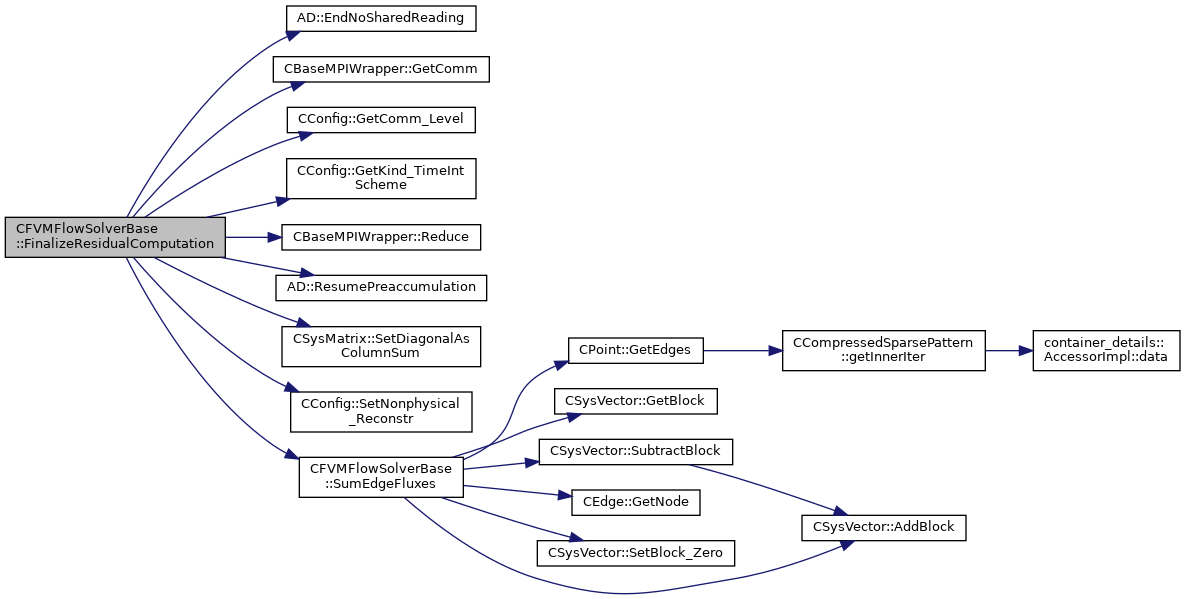 AD::EndNoSharedReading
CBaseMPIWrapper::GetComm
CConfig::GetComm_Level
CConfig::GetKind_TimeInt
Scheme
CFVMFlowSolverBase
::FinalizeResidualComputation
CBaseMPIWrapper::Reduce
AD::ResumePreaccumulation
CSysMatrix::SetDiagonalAs
ColumnSum
CConfig::SetNonphysical
_Reconstr
CFVMFlowSolverBase
::SumEdgeFluxes
CPoint::GetEdges
CCompressedSparsePattern
::getInnerIter
container_details::
AccessorImpl::data
CSysVector::GetBlock
CSysVector::SubtractBlock
CEdge::GetNode
CSysVector::SetBlock_Zero
CSysVector::AddBlock